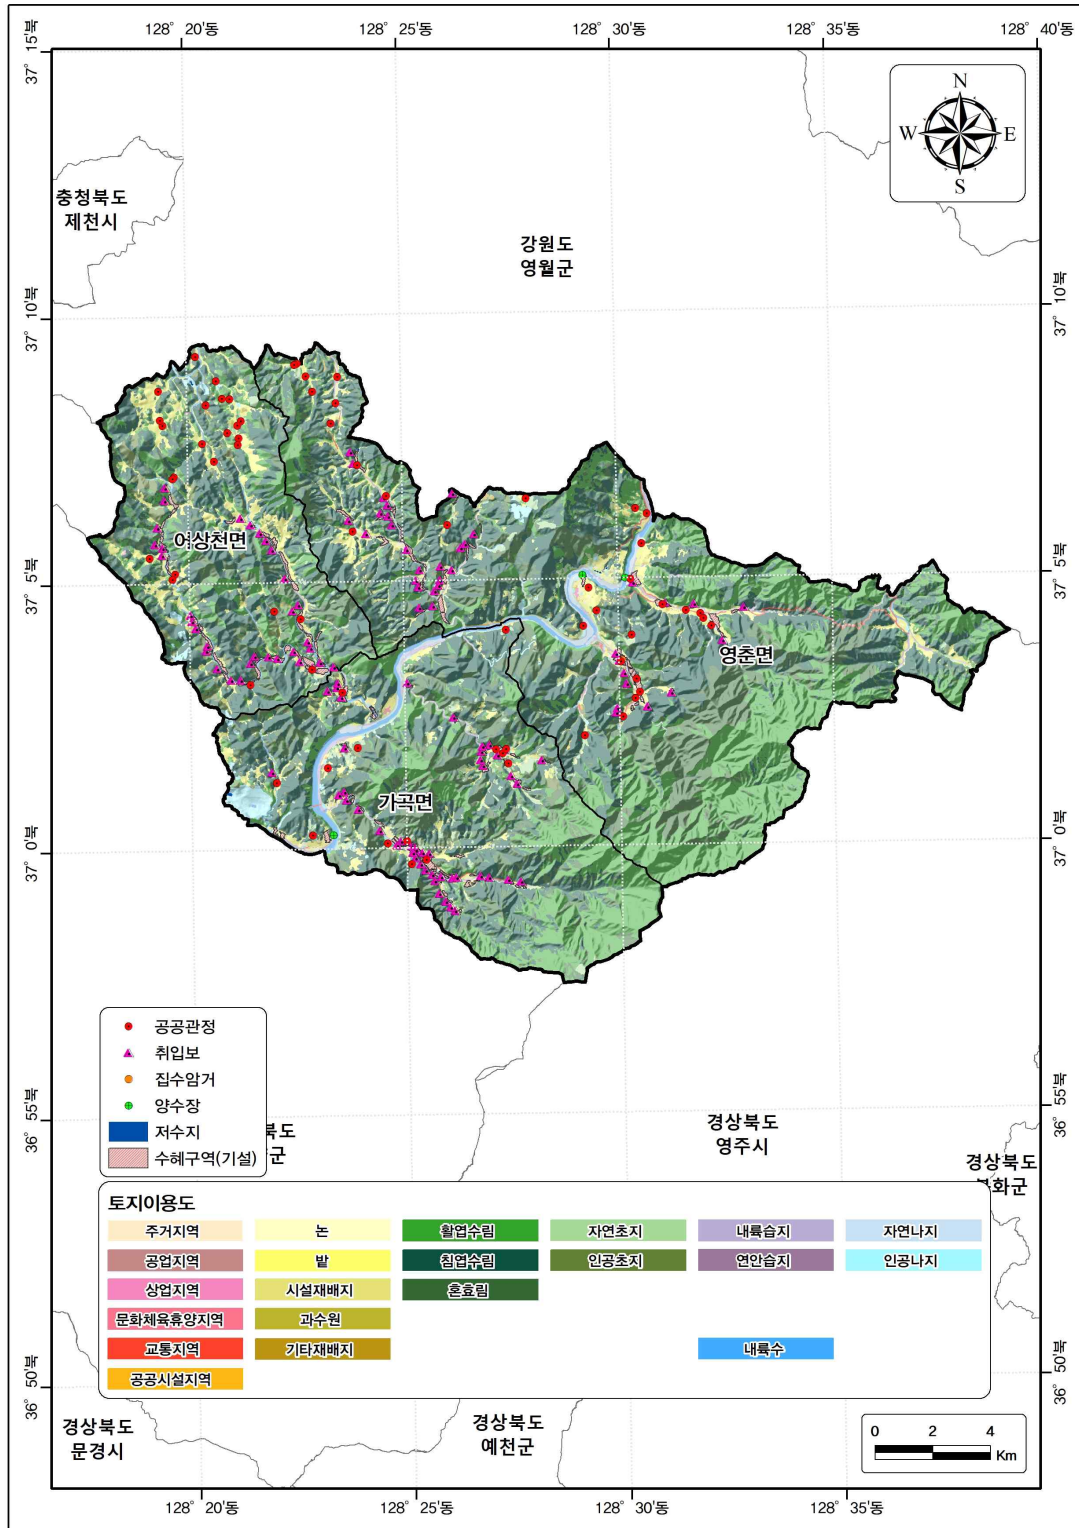 128° 20'동 128° 25'동 128° 30'동 128° 35'동 128° 40'동
37° 15'북
37° 15'북
N
W E
S
충청북도
제천시
강원도
영월군
37° 10'북
37° 10'북
어상천면
37° 5'북
37° 5'북
영춘면
가곡면
37° 0'북
37° 0'북
공공관정
취입보
집수암거
양수장
저수지
수혜구역(기설)
북도
군
경상북도
영주시
경상북도
봉화군
36° 55'북
36° 55'북
토지이용도
주거지역 논 활엽수림 자연초지 내륙습지 자연나지
공업지역 밭 침엽수림 인공초지 연안습지 인공나지
상업지역 시설재배지 혼효림
문화체육휴양지역 과수원
교통지역 기타재배지 내륙수
공공시설지역
36° 50'북
36° 50'북
경상북도
문경시
경상북도
예천군
0 2 4
Km
128° 20'동 128° 25'동 128° 30'동 128° 35'동